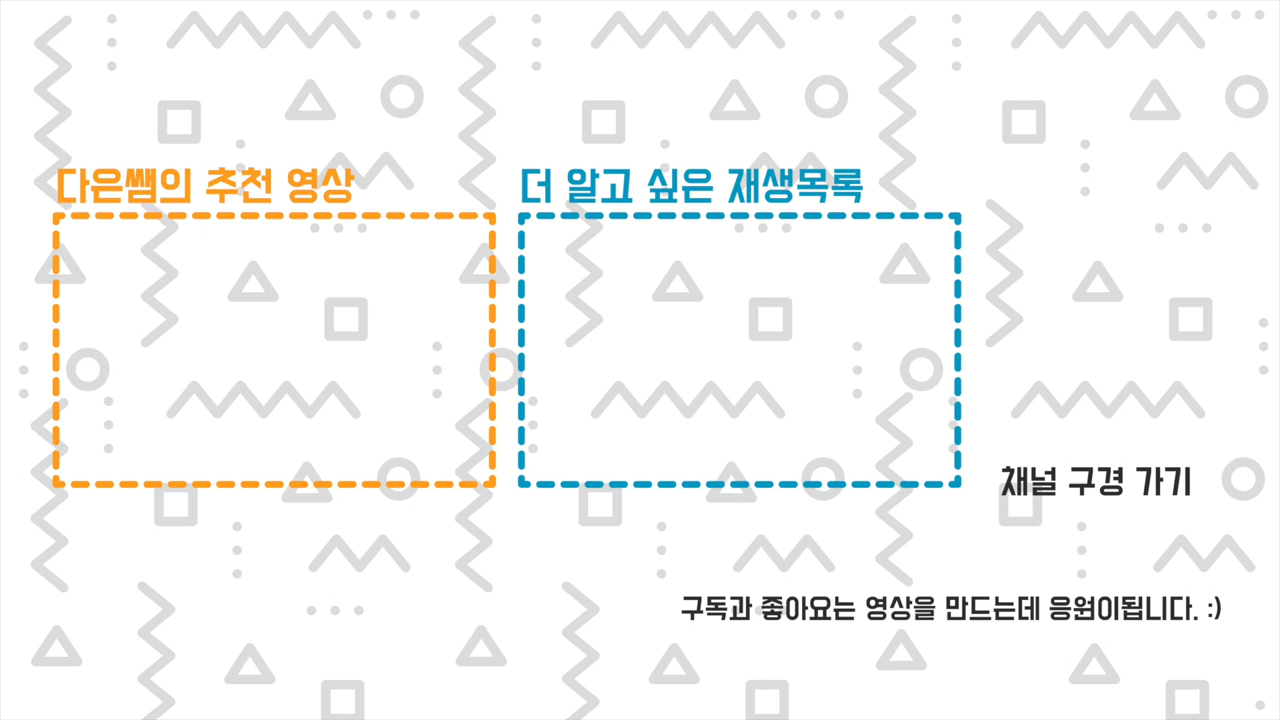 다은쌤의 추천 영상
더 알고 싶은 재생목록
채널 구경 가기
구독과 좋아요는 영상을 만드는데 응원이됩니다. :)